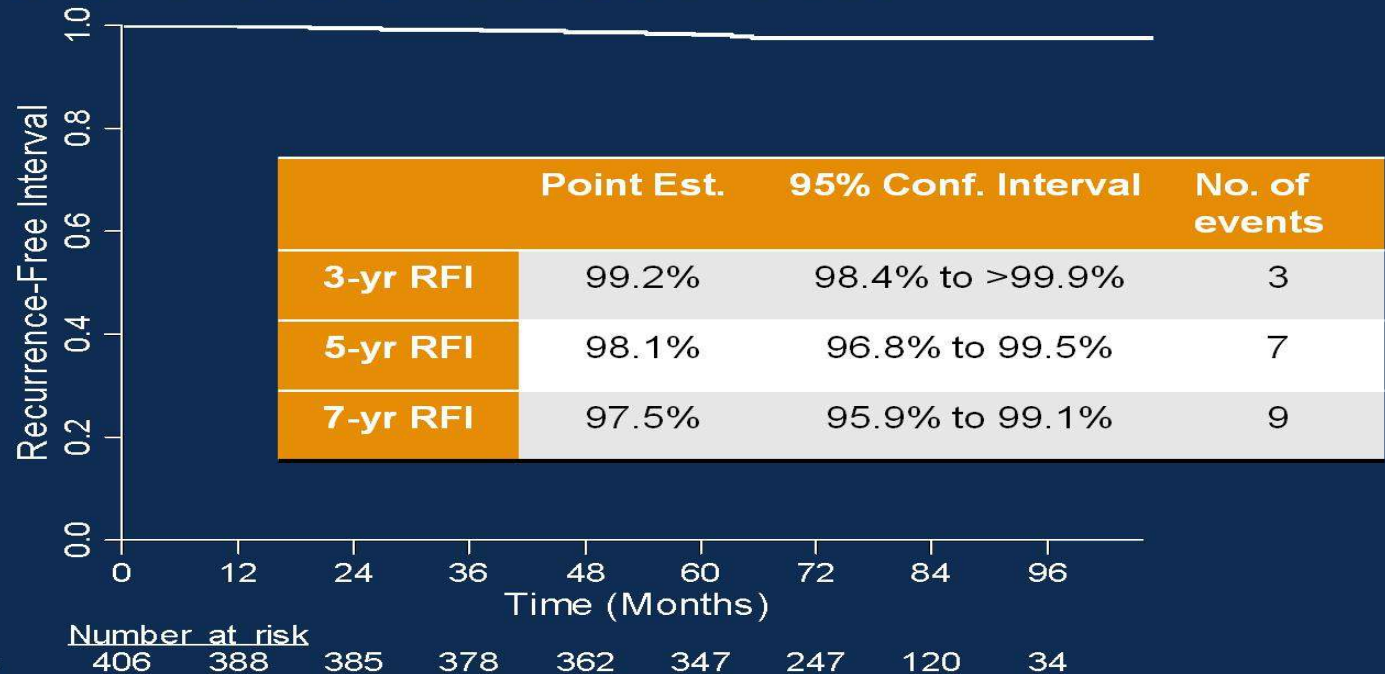 Recurrence-Free Interval
1.0
0.8
0.6
0.4
0.2
0.0
Point Est. 95% Conf. Interval No. of
events
3-yr RFI 99.2% 98.4% to >99.9% 3
5-yr RFI 98.1% 96.8% to 99.5% 7
7-yr RFI 97.5% 95.9% to 99.1% 9
0 12 24 36 48 60 72 84 96
Time (Months)
Number at risk
406 388 385 378 362 347 247 120 34